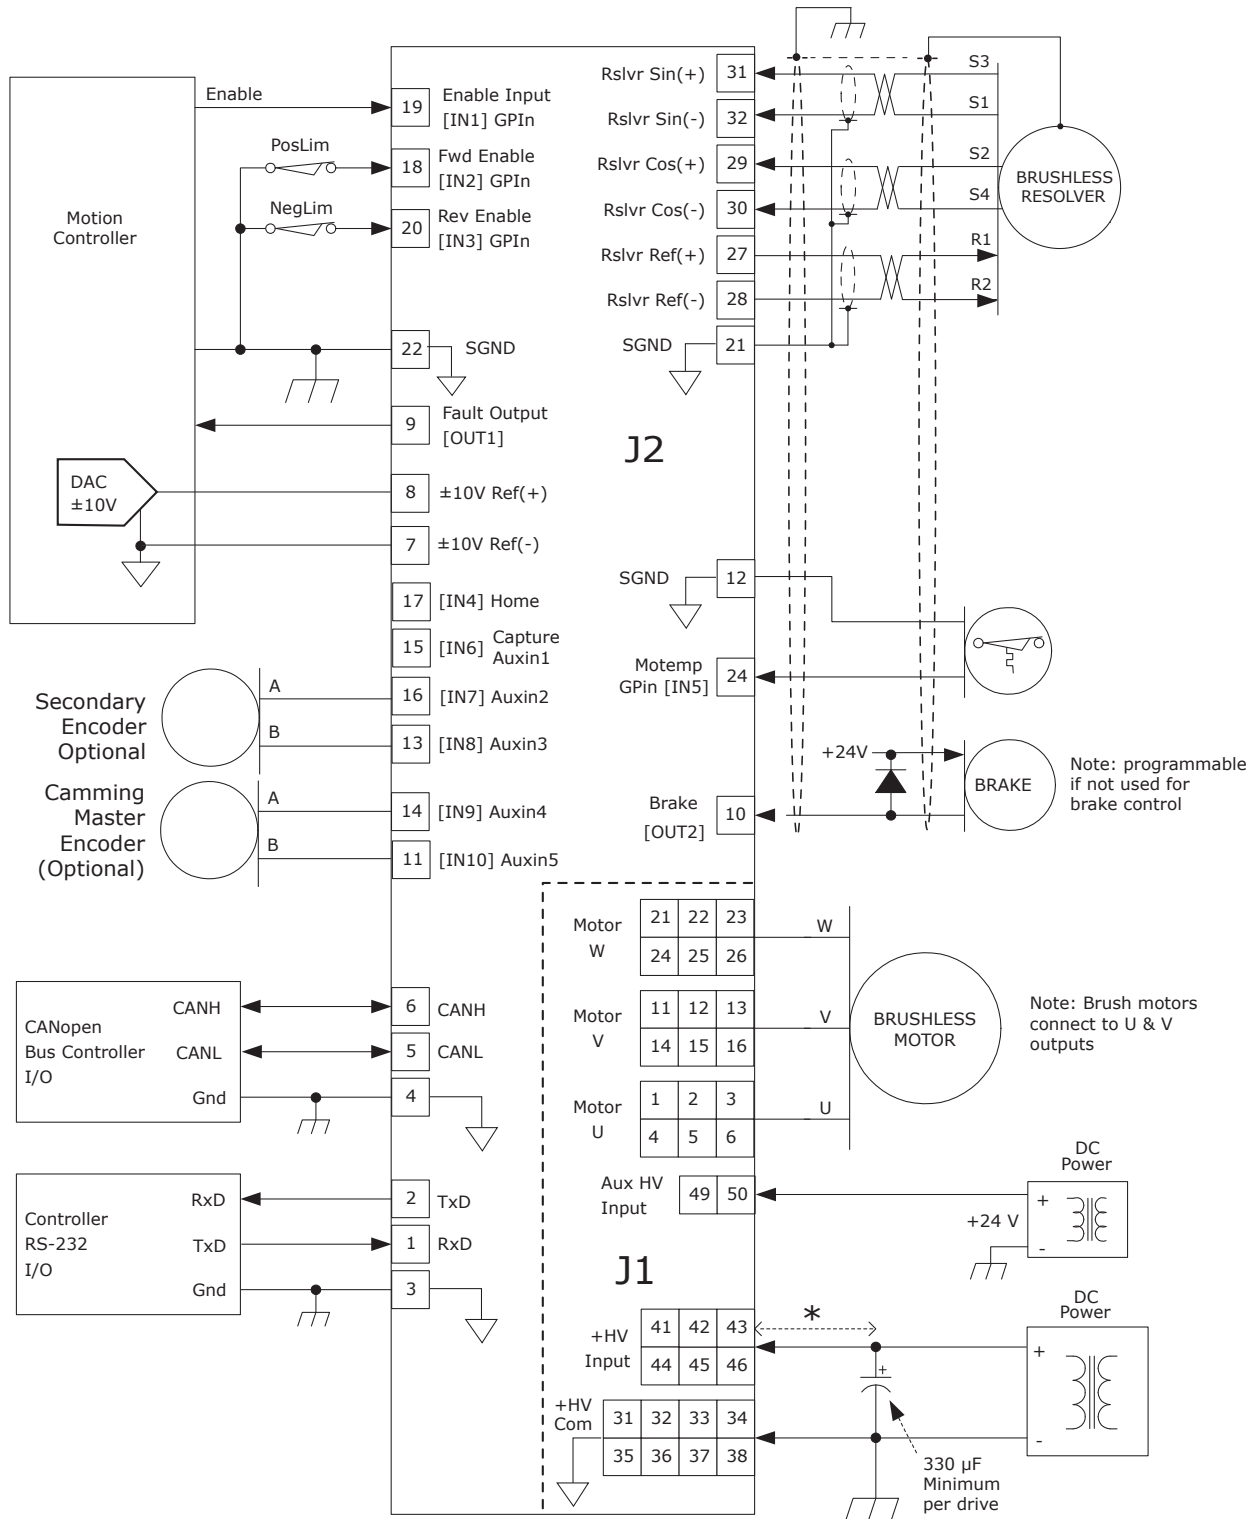 Motion
Controller
Enable
19
Enable Input
[IN1] GPIn
PosLim
18
Fwd Enable
[IN2] GPIn
NegLim
20
Rev Enable
[IN3] GPIn
22
SGND
9
Fault Output
[OUT1]
DAC
±10V
8
±10V Ref(+)
7
±10V Ref(-)
17
[IN4] Home
15
[IN6] Capture
Auxin1
Secondary
Encoder
Optional
A
16
[IN7] Auxin2
B
13
[IN8] Auxin3
Camming
Master
Encoder
(Optional)
A
14
[IN9] Auxin4
B
11
[IN10] Auxin5
CANopen
Bus Controller
I/O
CANH
6
CANH
CANL
5
CANL
Gnd
4
Controller
RS-232
I/O
RxD
2
TxD
TxD
1
RxD
Gnd
3
J2
Rslvr Sin(+)
31
S3
Rslvr Sin(-)
32
S1
Rslvr Cos(+)
29
S2
Rslvr Cos(-)
30
S4
Rslvr Ref(+)
27
R1
Rslvr Ref(-)
28
R2
SGND
21
BRUSHLESS
RESOLVER
SGND
12
Motemp
GPin [IN5]
24
+24V
BRAKE
Brake
[OUT2]
10
Note: programmable
if not used for
brake control
Motor
W
21 22 23
24 25 26
W
Motor
V
11 12 13
14 15 16
V
Motor
U
1 2 3
4 5 6
U
BRUSHLESS
MOTOR
Note: Brush motors
connect to U & V
outputs
Aux HV
Input
49 50
DC
Power
+
+24 V
-
J1
+HV
Input
41 42 43
44 45 46
*
DC
Power
+
+
-
+HV
Com
31 32 33 34
35 36 37 38
330 µF
Minimum
per drive